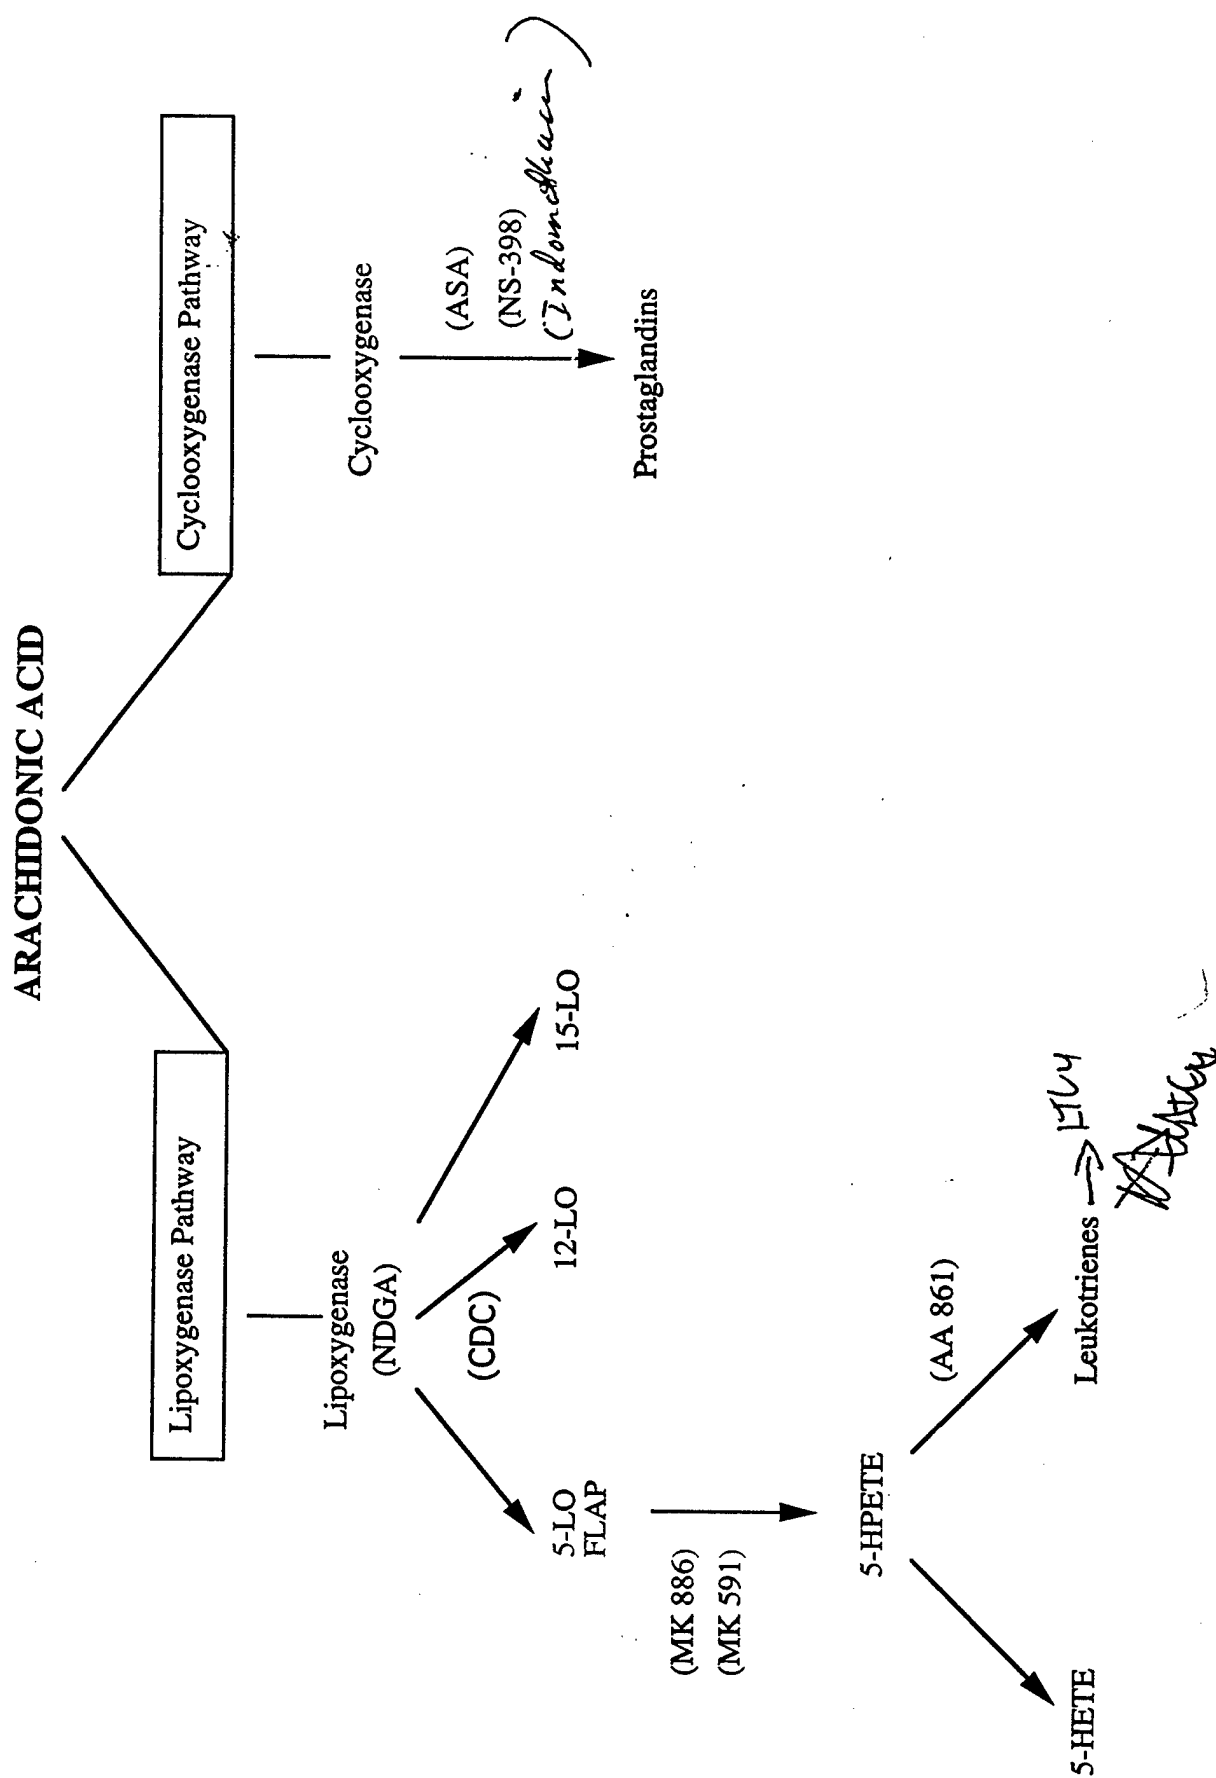 ARACHIDONIC ACID
Lipoxygenase Pathway
Cyclooxygenase Pathway
Lipoxygenase
(NDGA)
Cyclooxygenase
(CDC)
(ASA)
(NS-398)
(Indomethacin)
5-LO
FLAP
12-LO
15-LO
Prostaglandins
(MK 886)
(MK 591)
5-HPETE
(AA 861)
5-HETE
Leukotrienes → LTC4